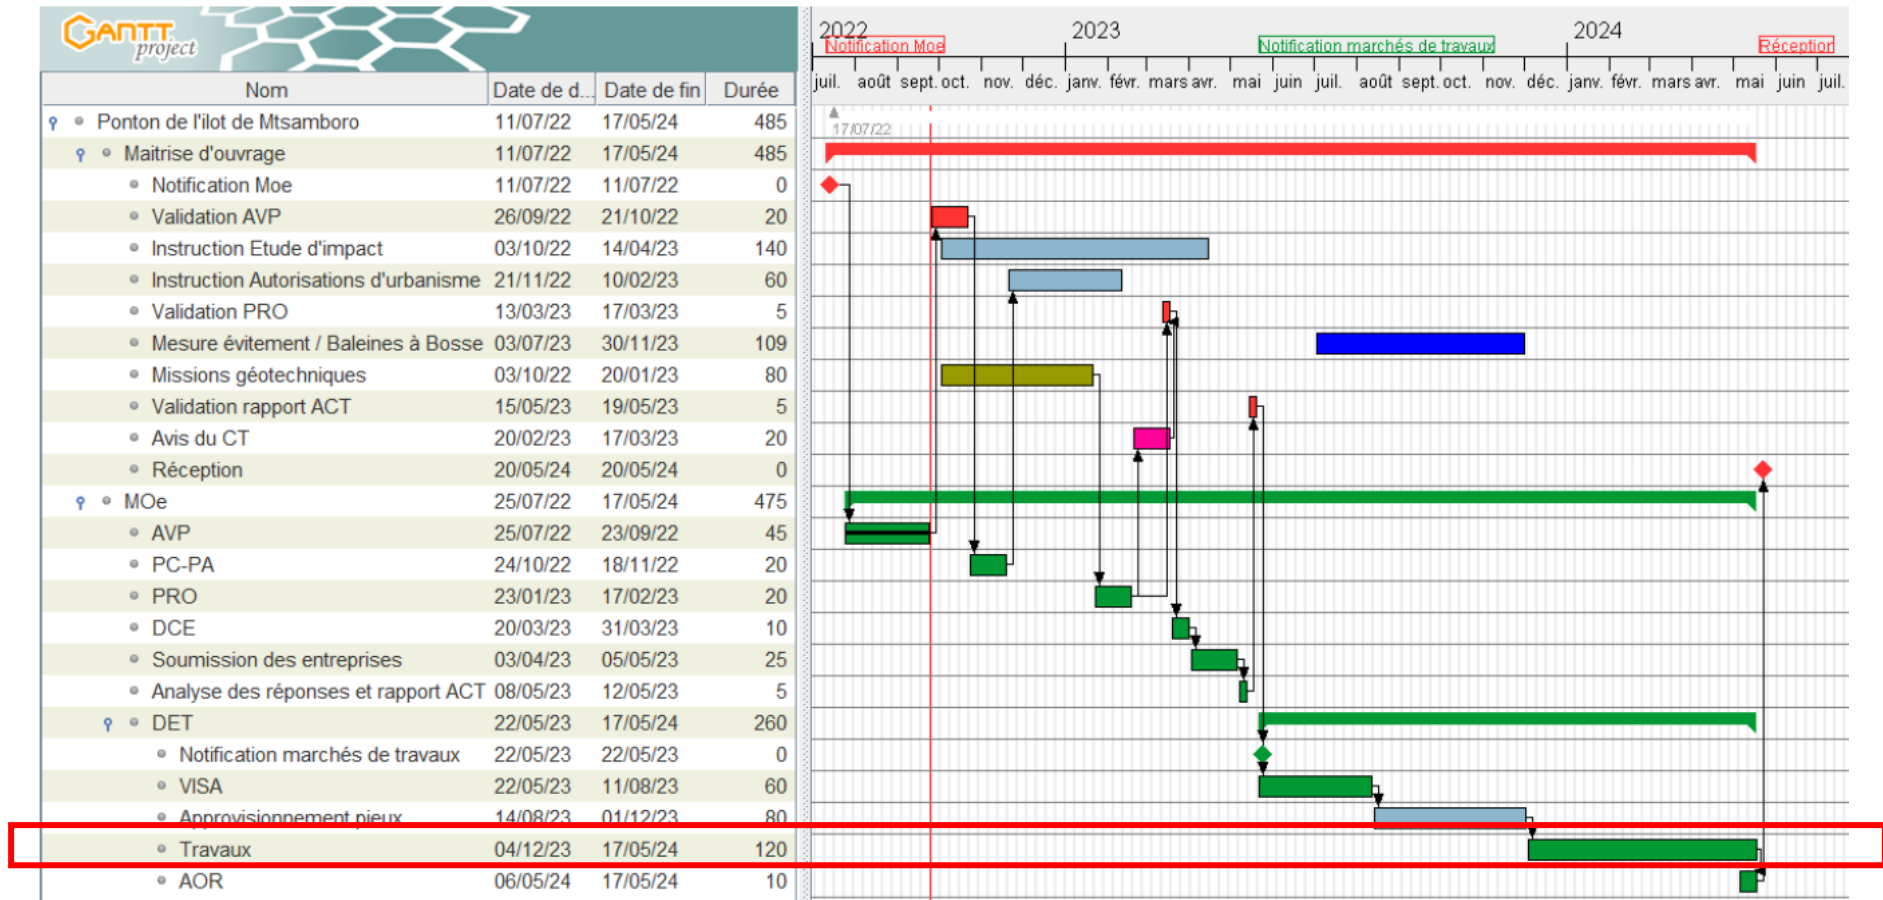 GANTT
project
2022 2023 2024
Notification Moe Notification marchés de travaux Réception
Nom Date de d... Date de fin Durée
juil. août sept. oct. nov. déc. janv. févr. mars avr. mai juin juil. août sept. oct. nov. déc. janv. févr. mars avr. mai juin juil.
Ponton de l'ilot de Mtsamboro 11/07/22 17/05/24 485
17/07/22
Maitrise d'ouvrage 11/07/22 17/05/24 485
Notification Moe 11/07/22 11/07/22 0
Validation AVP 26/09/22 21/10/22 20
Instruction Etude d'impact 03/10/22 14/04/23 140
Instruction Autorisations d'urbanisme 21/11/22 10/02/23 60
Validation PRO 13/03/23 17/03/23 5
Mesure évitement / Baleines à Bosse 03/07/23 30/11/23 109
Missions géotechniques 03/10/22 20/01/23 80
Validation rapport ACT 15/05/23 19/05/23 5
Avis du CT 20/02/23 17/03/23 20
Réception 20/05/24 20/05/24 0
MOe 25/07/22 17/05/24 475
AVP 25/07/22 23/09/22 45
PC-PA 24/10/22 18/11/22 20
PRO 23/01/23 17/02/23 20
DCE 20/03/23 31/03/23 10
Soumission des entreprises 03/04/23 05/05/23 25
Analyse des réponses et rapport ACT 08/05/23 12/05/23 5
DET 22/05/23 17/05/24 260
Notification marchés de travaux 22/05/23 22/05/23 0
VISA 22/05/23 11/08/23 60
Approvisionnement pieux 14/08/23 01/12/23 80
Travaux 04/12/23 17/05/24 120
AOR 06/05/24 17/05/24 10